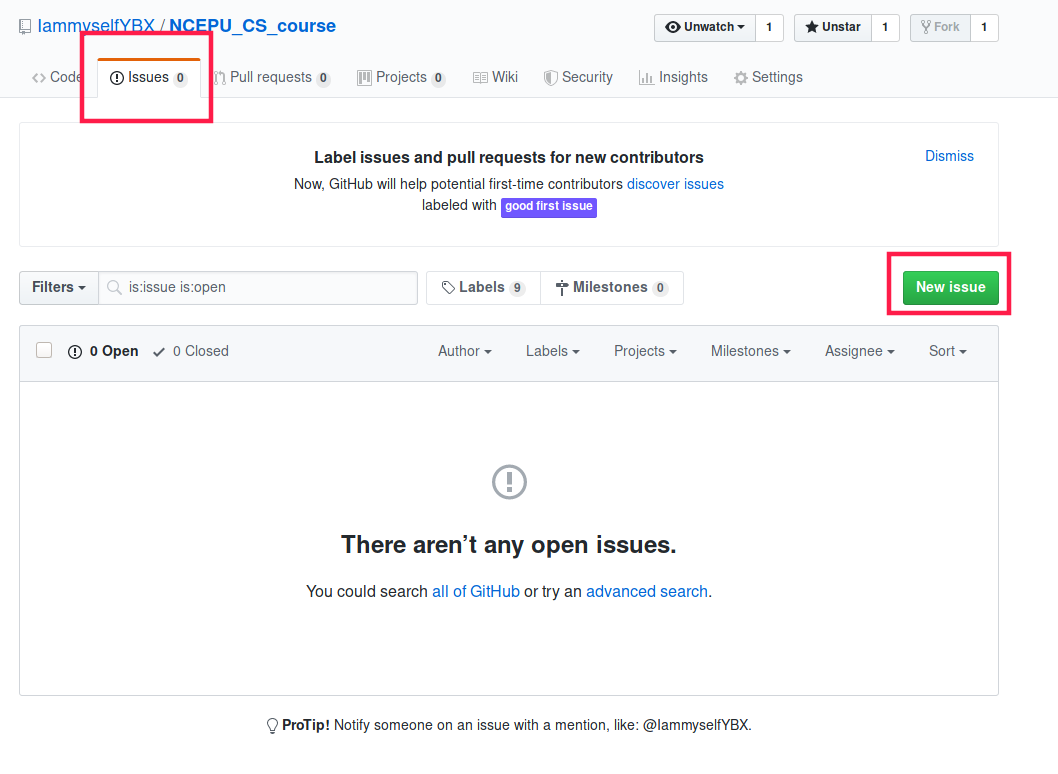 IammyselfYBX / NCEPU_CS_course
Unwatch 1 Unstar 1 Fork 1
Code Issues 0 Pull requests 0 Projects 0 Wiki Security Insights Settings
Label issues and pull requests for new contributors
Dismiss
Now, GitHub will help potential first-time contributors discover issues
labeled with good first issue
Filters is:issue is:open Labels 9 Milestones 0 New issue
0 Open 0 Closed Author Labels Projects Milestones Assignee Sort
There aren’t any open issues.
You could search all of GitHub or try an advanced search.
ProTip! Notify someone on an issue with a mention, like: @IammyselfYBX.